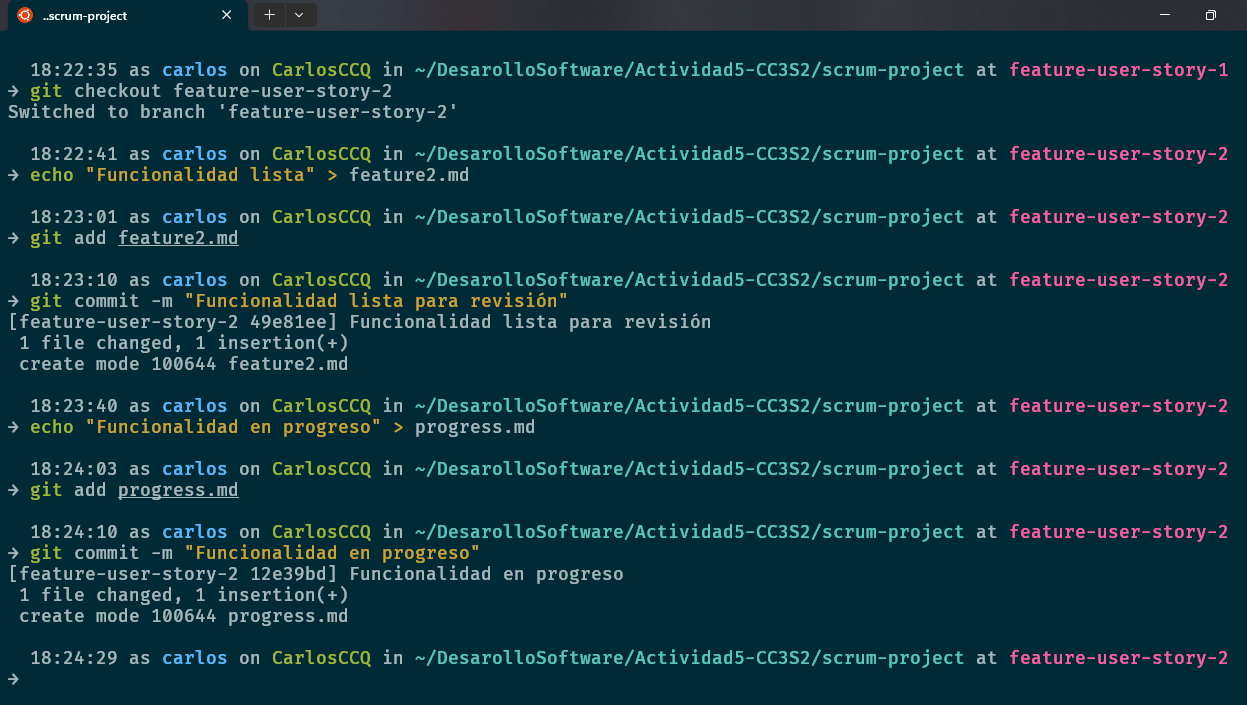 ..scrum-project
18:22:35 as carlos on CarlosCCQ in ~/DesarolloSoftware/Actividad5-CC3S2/scrum-project at feature-user-story-1
→ git checkout feature-user-story-2
Switched to branch 'feature-user-story-2'
18:22:41 as carlos on CarlosCCQ in ~/DesarolloSoftware/Actividad5-CC3S2/scrum-project at feature-user-story-2
→ echo "Funcionalidad lista" > feature2.md
18:23:01 as carlos on CarlosCCQ in ~/DesarolloSoftware/Actividad5-CC3S2/scrum-project at feature-user-story-2
→ git add feature2.md
18:23:10 as carlos on CarlosCCQ in ~/DesarolloSoftware/Actividad5-CC3S2/scrum-project at feature-user-story-2
→ git commit -m "Funcionalidad lista para revisión"
[feature-user-story-2 49e81ee] Funcionalidad lista para revisión
1 file changed, 1 insertion(+)
create mode 100644 feature2.md
18:23:40 as carlos on CarlosCCQ in ~/DesarolloSoftware/Actividad5-CC3S2/scrum-project at feature-user-story-2
→ echo "Funcionalidad en progreso" > progress.md
18:24:03 as carlos on CarlosCCQ in ~/DesarolloSoftware/Actividad5-CC3S2/scrum-project at feature-user-story-2
→ git add progress.md
18:24:10 as carlos on CarlosCCQ in ~/DesarolloSoftware/Actividad5-CC3S2/scrum-project at feature-user-story-2
→ git commit -m "Funcionalidad en progreso"
[feature-user-story-2 12e39bd] Funcionalidad en progreso
1 file changed, 1 insertion(+)
create mode 100644 progress.md
18:24:29 as carlos on CarlosCCQ in ~/DesarolloSoftware/Actividad5-CC3S2/scrum-project at feature-user-story-2
→